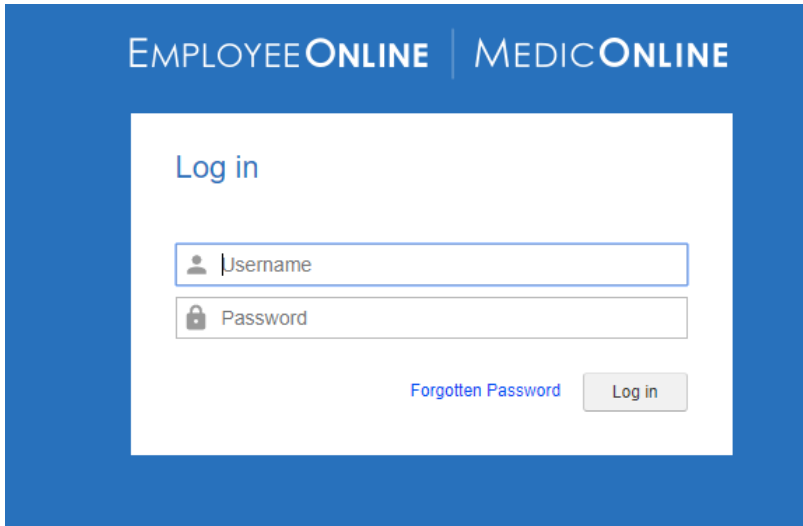 EMPLOYEEONLINE | MEDICONLINE
Log in
Username
Password
Forgotten Password Log in